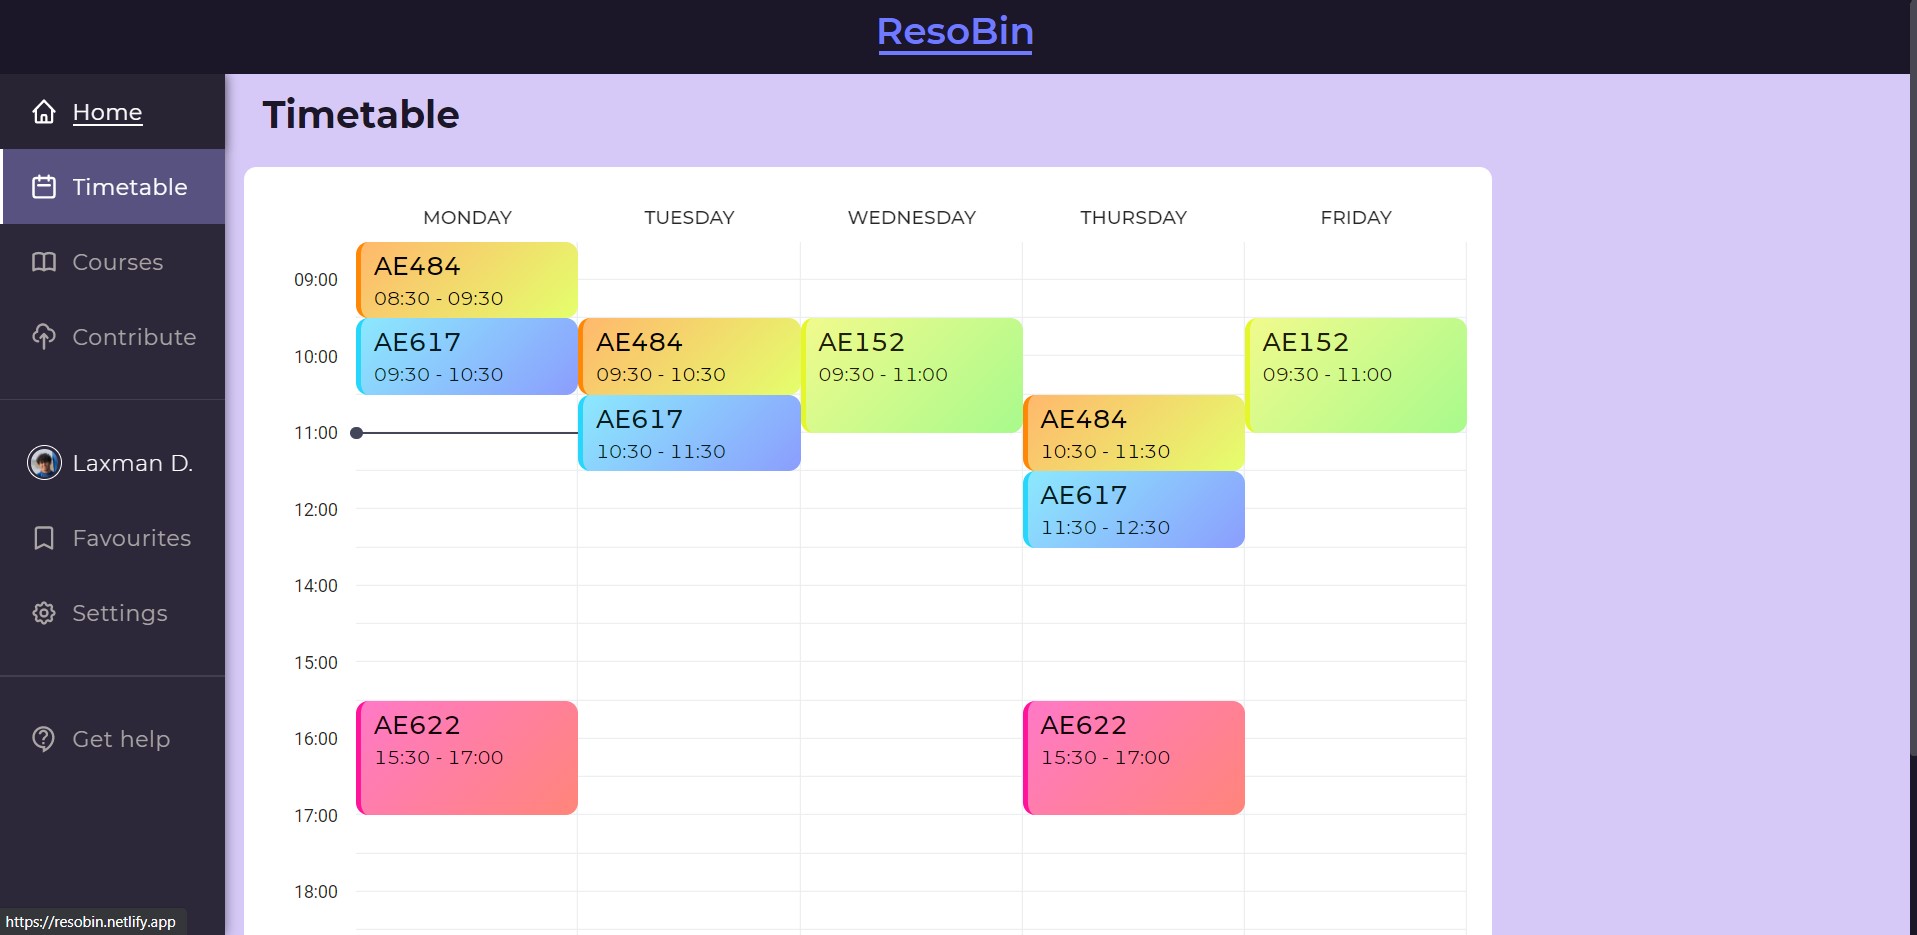 ResoBin
Home
Timetable
Courses
Contribute
Laxman D.
Favourites
Settings
Get help
https://resobin.netlify.app
Timetable
MONDAY TUESDAY WEDNESDAY THURSDAY FRIDAY
AE484
09:00
08:30 - 09:30
AE617 AE484 AE152 AE152
10:00
09:30 - 10:30 09:30 - 10:30 09:30 - 11:00 09:30 - 11:00
AE617 AE484
11:00
10:30 - 11:30 10:30 - 11:30
AE617
12:00
11:30 - 12:30
14:00
15:00
AE622 AE622
16:00
15:30 - 17:00 15:30 - 17:00
17:00
18:00